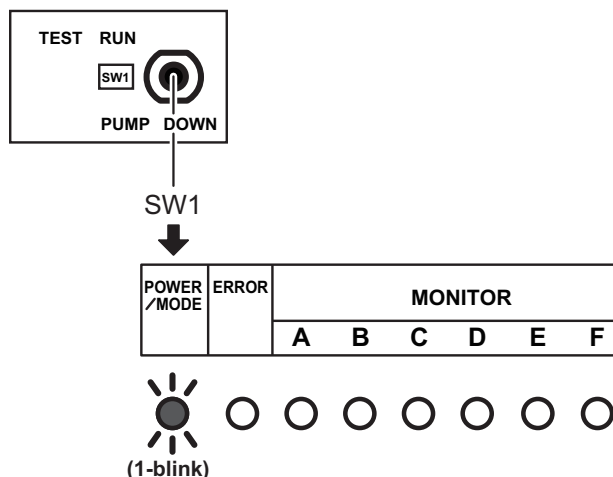 TEST RUN
SW1
PUMP DOWN
SW1
POWER
/MODE
ERROR
MONITOR
A B C D E F
(1-blink)